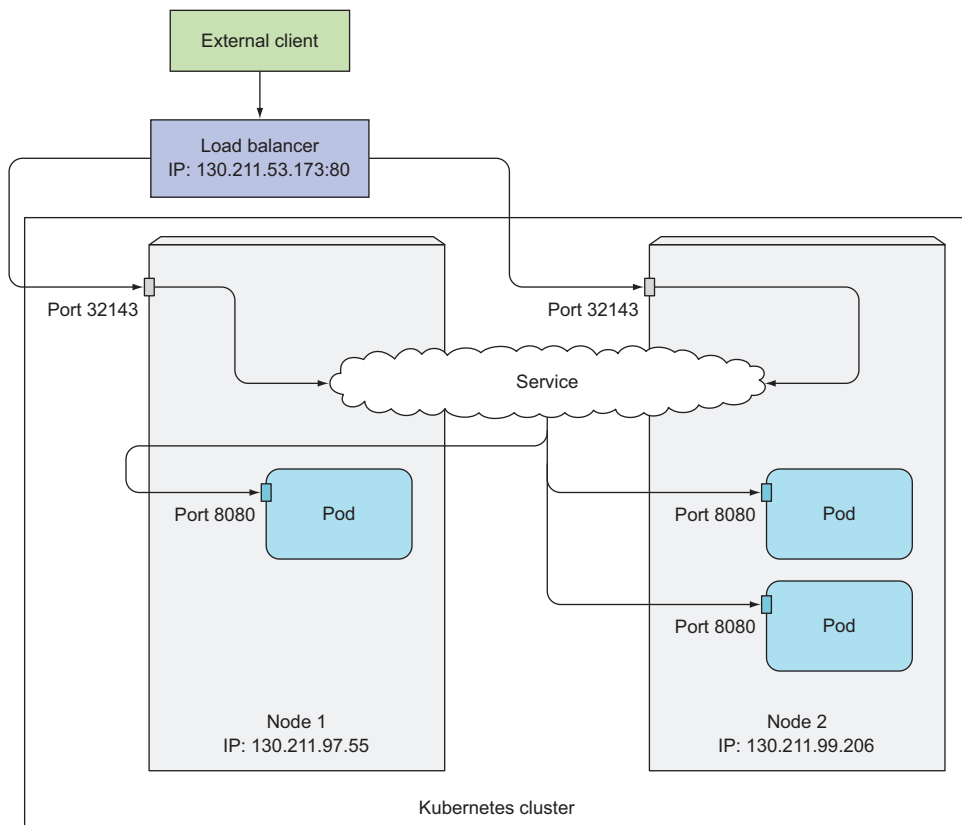 External client
Load balancer
IP: 130.211.53.173:80
Port 32143
Port 32143
Service
Port 8080
Pod
Port 8080
Pod
Port 8080
Pod
Node 1
IP: 130.211.97.55
Node 2
IP: 130.211.99.206
Kubernetes cluster